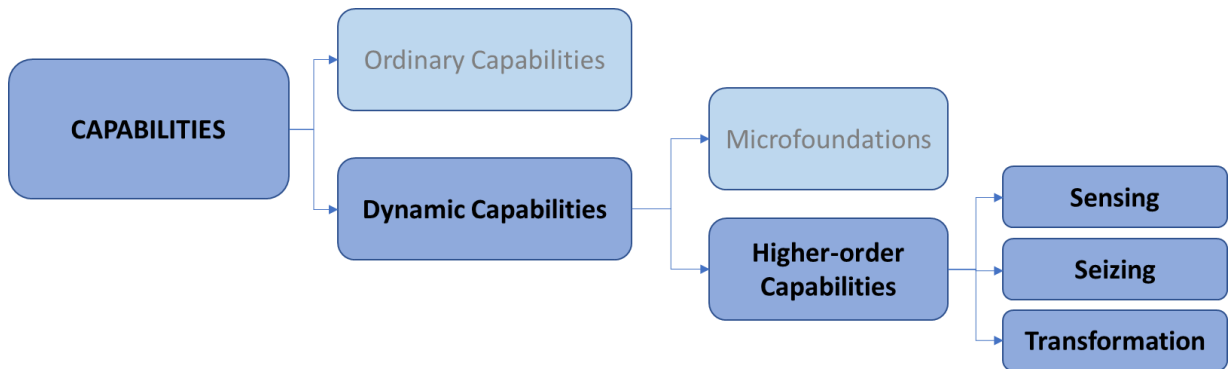 CAPABILITIES
Ordinary Capabilities
Dynamic Capabilities
Microfoundations
Higher-order
Capabilities
Sensing
Seizing
Transformation